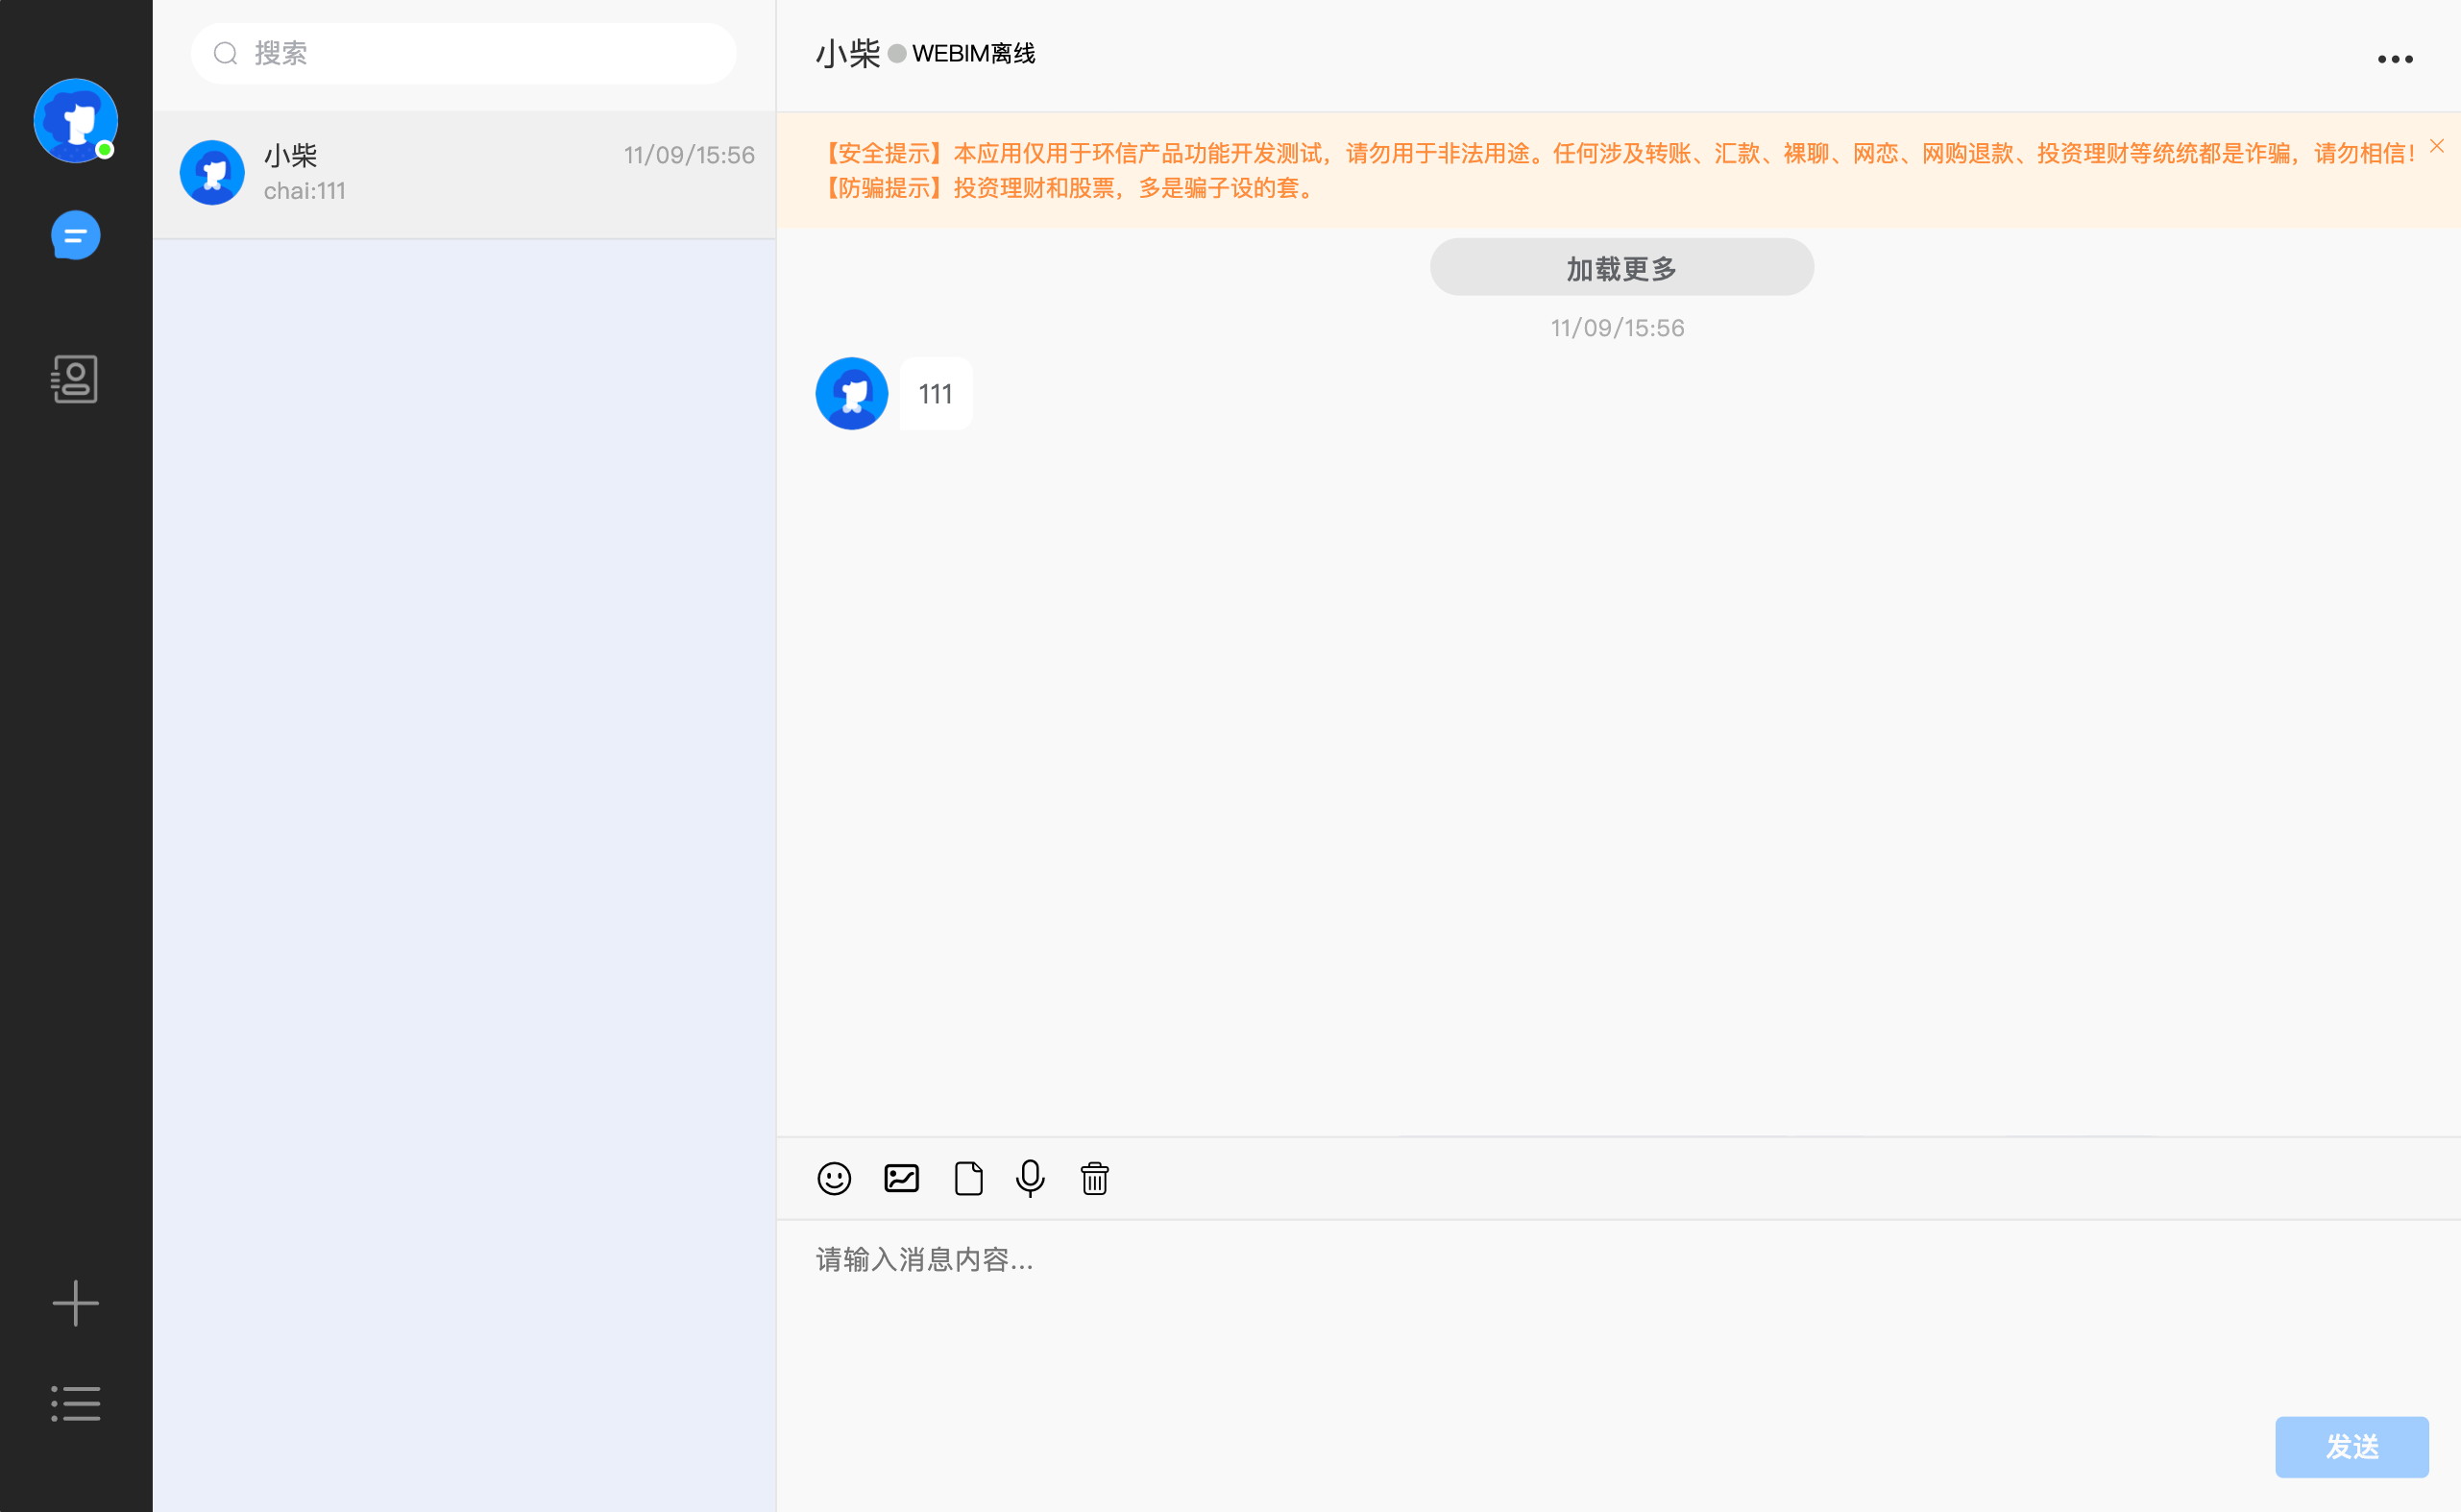 搜索
小柴
11/09/15:56
chai:111
小柴 WEBIM离线
【安全提示】本应用仅用于环信产品功能开发测试，请勿用于非法用途。任何涉及转账、汇款、裸聊、网恋、网购退款、投资理财等统统都是诈骗，请勿相信！
【防骗提示】投资理财和股票，多是骗子设的套。
加载更多
11/09/15:56
111
请输入消息内容...
发送